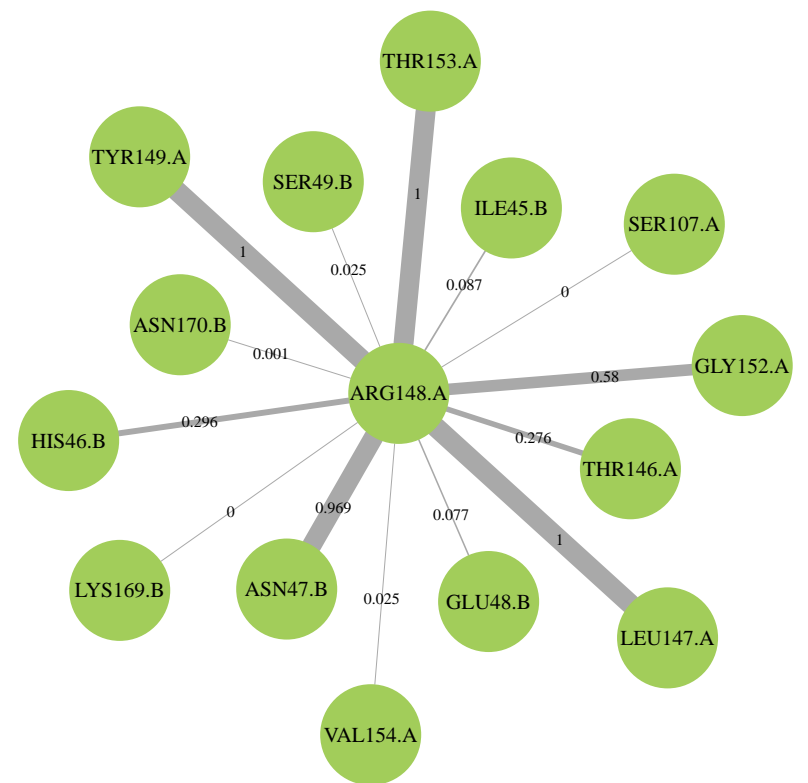 THR153.A
TYR149.A
SER49.B
1
ILE45.B
SER107.A
1
0.025
0.087
0
ASN170.B
0.001
GLY152.A
0.58
ARG148.A
0.296
HIS46.B
0.276
THR146.A
0
0.969
0.077
1
LYS169.B
ASN47.B
0.025
GLU48.B
LEU147.A
VAL154.A